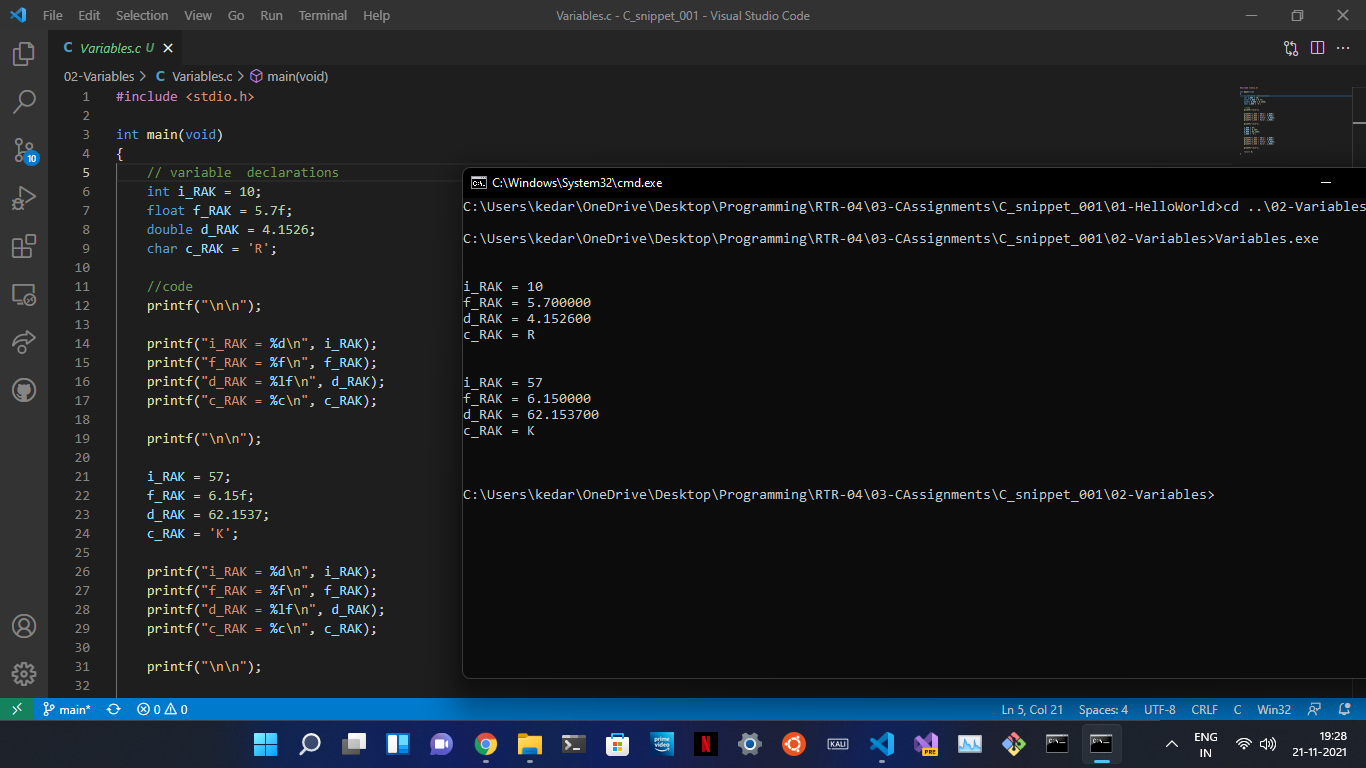 File Edit Selection View Go Run Terminal Help Variables.c - C_snippet_001 - Visual Studio Code
C Variables.c U
02-Variables > C Variables.c > main(void)
1 #include <stdio.h>
2
3 int main(void)
4 {
5 // variable  declarations
6 int i_RAK = 10;
7 float f_RAK = 5.7f;
8 double d_RAK = 4.1526;
9 char c_RAK = 'R';
10
11 //code
12 printf("\n\n");
13
14 printf("i_RAK = %d\n", i_RAK);
15 printf("f_RAK = %f\n", f_RAK);
16 printf("d_RAK = %lf\n", d_RAK);
17 printf("c_RAK = %c\n", c_RAK);
18
19 printf("\n\n");
20
21 i_RAK = 57;
22 f_RAK = 6.15f;
23 d_RAK = 62.1537;
24 c_RAK = 'K';
25
26 printf("i_RAK = %d\n", i_RAK);
27 printf("f_RAK = %f\n", f_RAK);
28 printf("d_RAK = %lf\n", d_RAK);
29 printf("c_RAK = %c\n", c_RAK);
30
31 printf("\n\n");
32
10
C:\Windows\System32\cmd.exe
C:\Users\kedar\OneDrive\Desktop\Programming\RTR-04\03-CAssignments\C_snippet_001\01-HelloWorld>cd ..\02-Variables
C:\Users\kedar\OneDrive\Desktop\Programming\RTR-04\03-CAssignments\C_snippet_001\02-Variables>Variables.exe
i_RAK = 10
f_RAK = 5.700000
d_RAK = 4.152600
c_RAK = R
i_RAK = 57
f_RAK = 6.150000
d_RAK = 62.153700
c_RAK = K
C:\Users\kedar\OneDrive\Desktop\Programming\RTR-04\03-CAssignments\C_snippet_001\02-Variables>
main* 0 0 Ln 5, Col 21 Spaces: 4 UTF-8 CRLF C Win32
prime video N KALI PRE ENG IN 19:28
21-11-2021